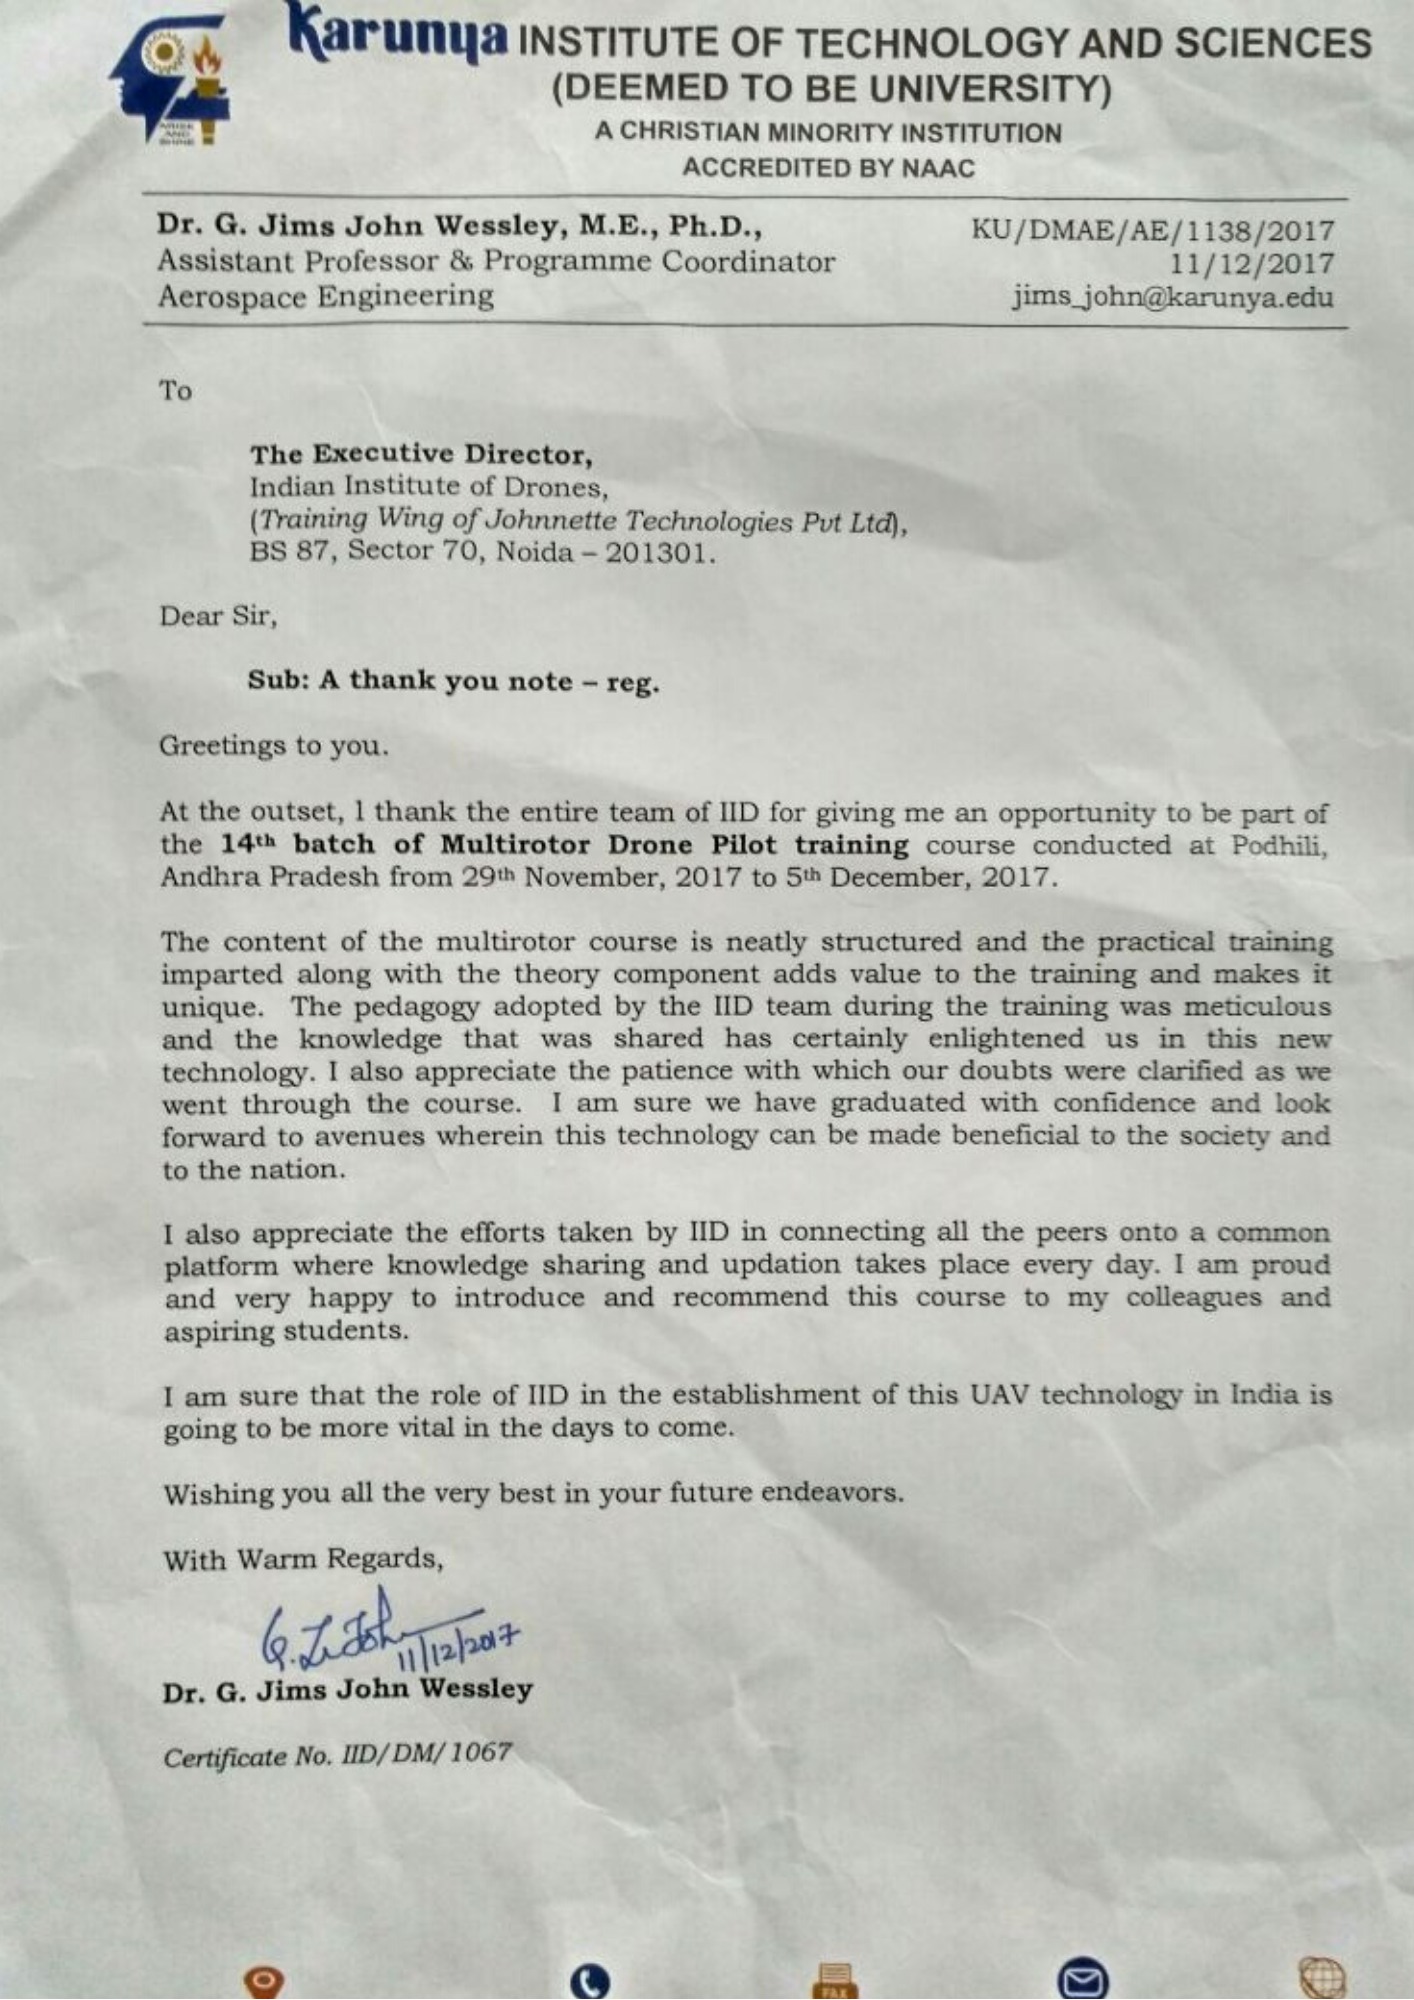 Karunya INSTITUTE OF TECHNOLOGY AND SCIENCES
(DEEMED TO BE UNIVERSITY)
A CHRISTIAN MINORITY INSTITUTION
ACCREDITED BY NAAC
ARISE
AND
SHINE
Dr. G. Jims John Wessley, M.E., Ph.D., KU/DMAE/AE/1138/2017
Assistant Professor & Programme Coordinator 11/12/2017
Aerospace Engineering jims_john@karunya.edu
To
The Executive Director,
Indian Institute of Drones,
(Training Wing of Johnnette Technologies Pvt Ltd),
BS 87, Sector 70, Noida – 201301.
Dear Sir,
Sub: A thank you note – reg.
Greetings to you.
At the outset, I thank the entire team of IID for giving me an opportunity to be part of
the 14th batch of Multirotor Drone Pilot training course conducted at Podhili,
Andhra Pradesh from 29th November, 2017 to 5th December, 2017.
The content of the multirotor course is neatly structured and the practical training
imparted along with the theory component adds value to the training and makes it
unique. The pedagogy adopted by the IID team during the training was meticulous
and the knowledge that was shared has certainly enlightened us in this new
technology. I also appreciate the patience with which our doubts were clarified as we
went through the course. I am sure we have graduated with confidence and look
forward to avenues wherein this technology can be made beneficial to the society and
to the nation.
I also appreciate the efforts taken by IID in connecting all the peers onto a common
platform where knowledge sharing and updation takes place every day. I am proud
and very happy to introduce and recommend this course to my colleagues and
aspiring students.
I am sure that the role of IID in the establishment of this UAV technology in India is
going to be more vital in the days to come.
Wishing you all the very best in your future endeavors.
With Warm Regards,
11/12/2017
Dr. G. Jims John Wessley
Certificate No. IID/DM/1067
FAX